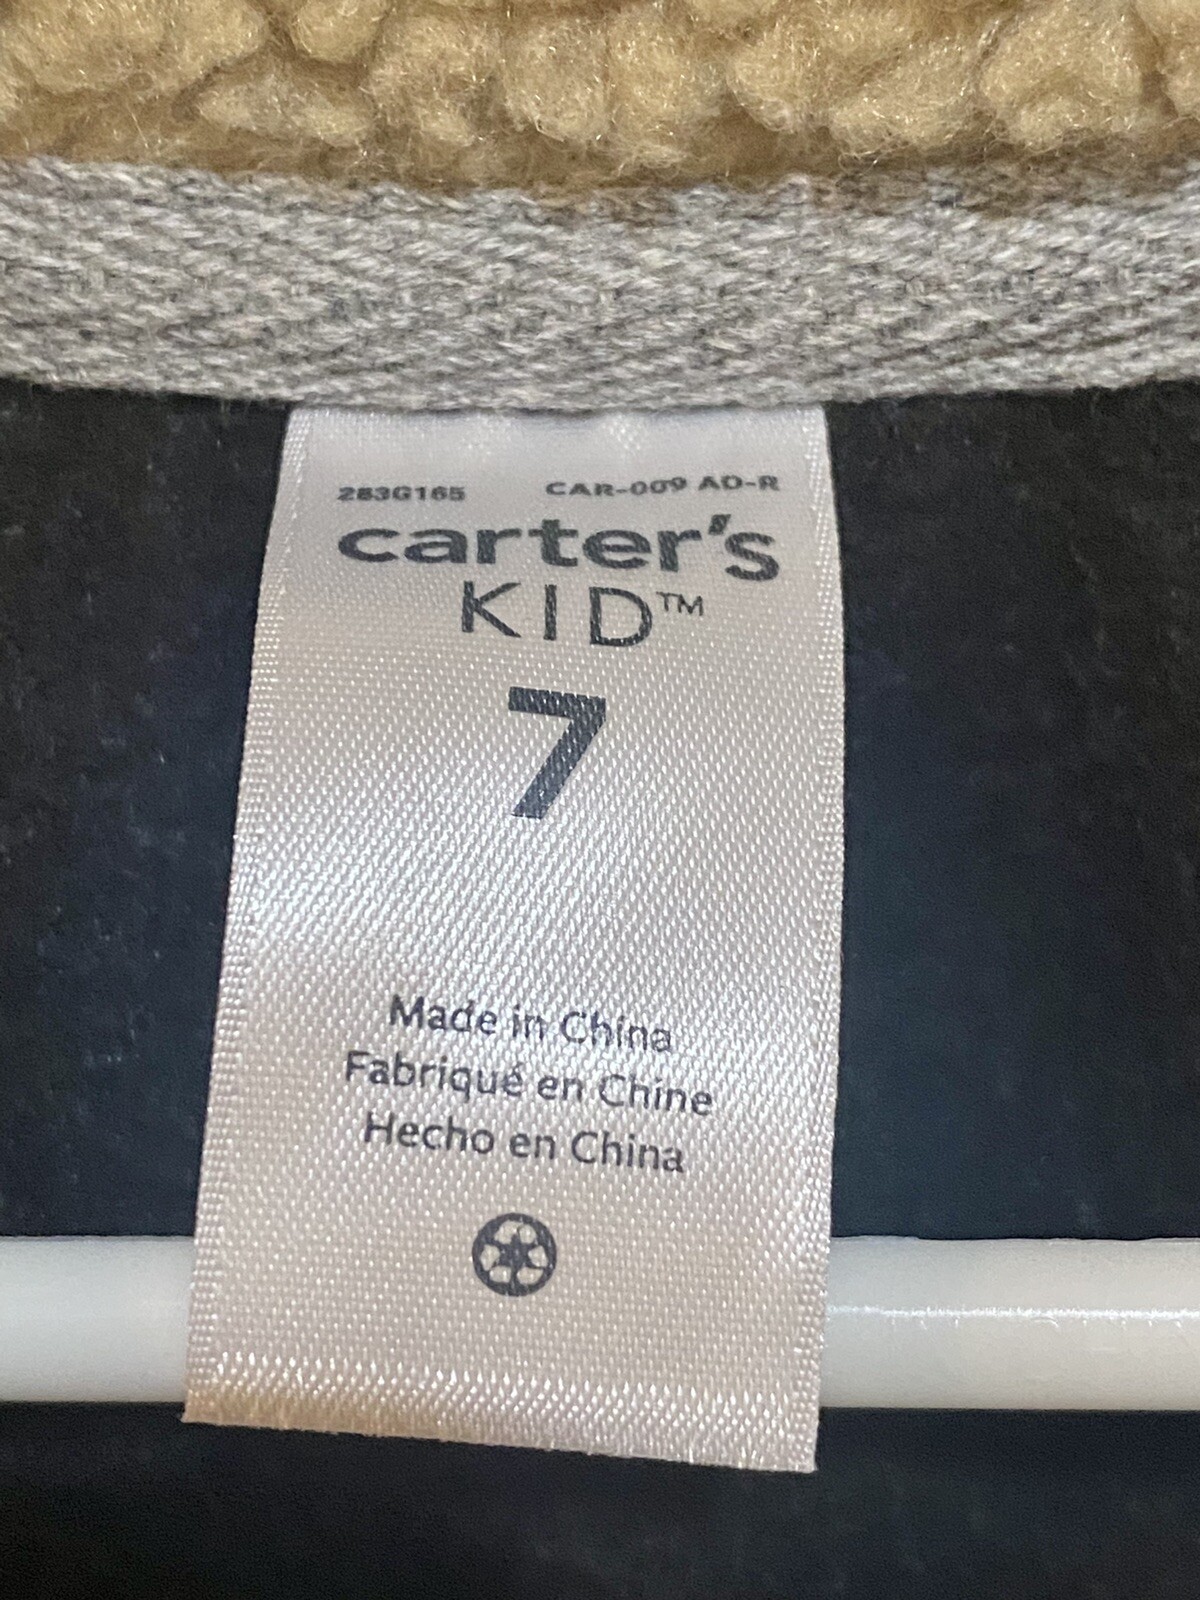 283G165 CAR-009 AD-R
carter's
KID™
7
Made in China
Fabriqué en Chine
Hecho en China